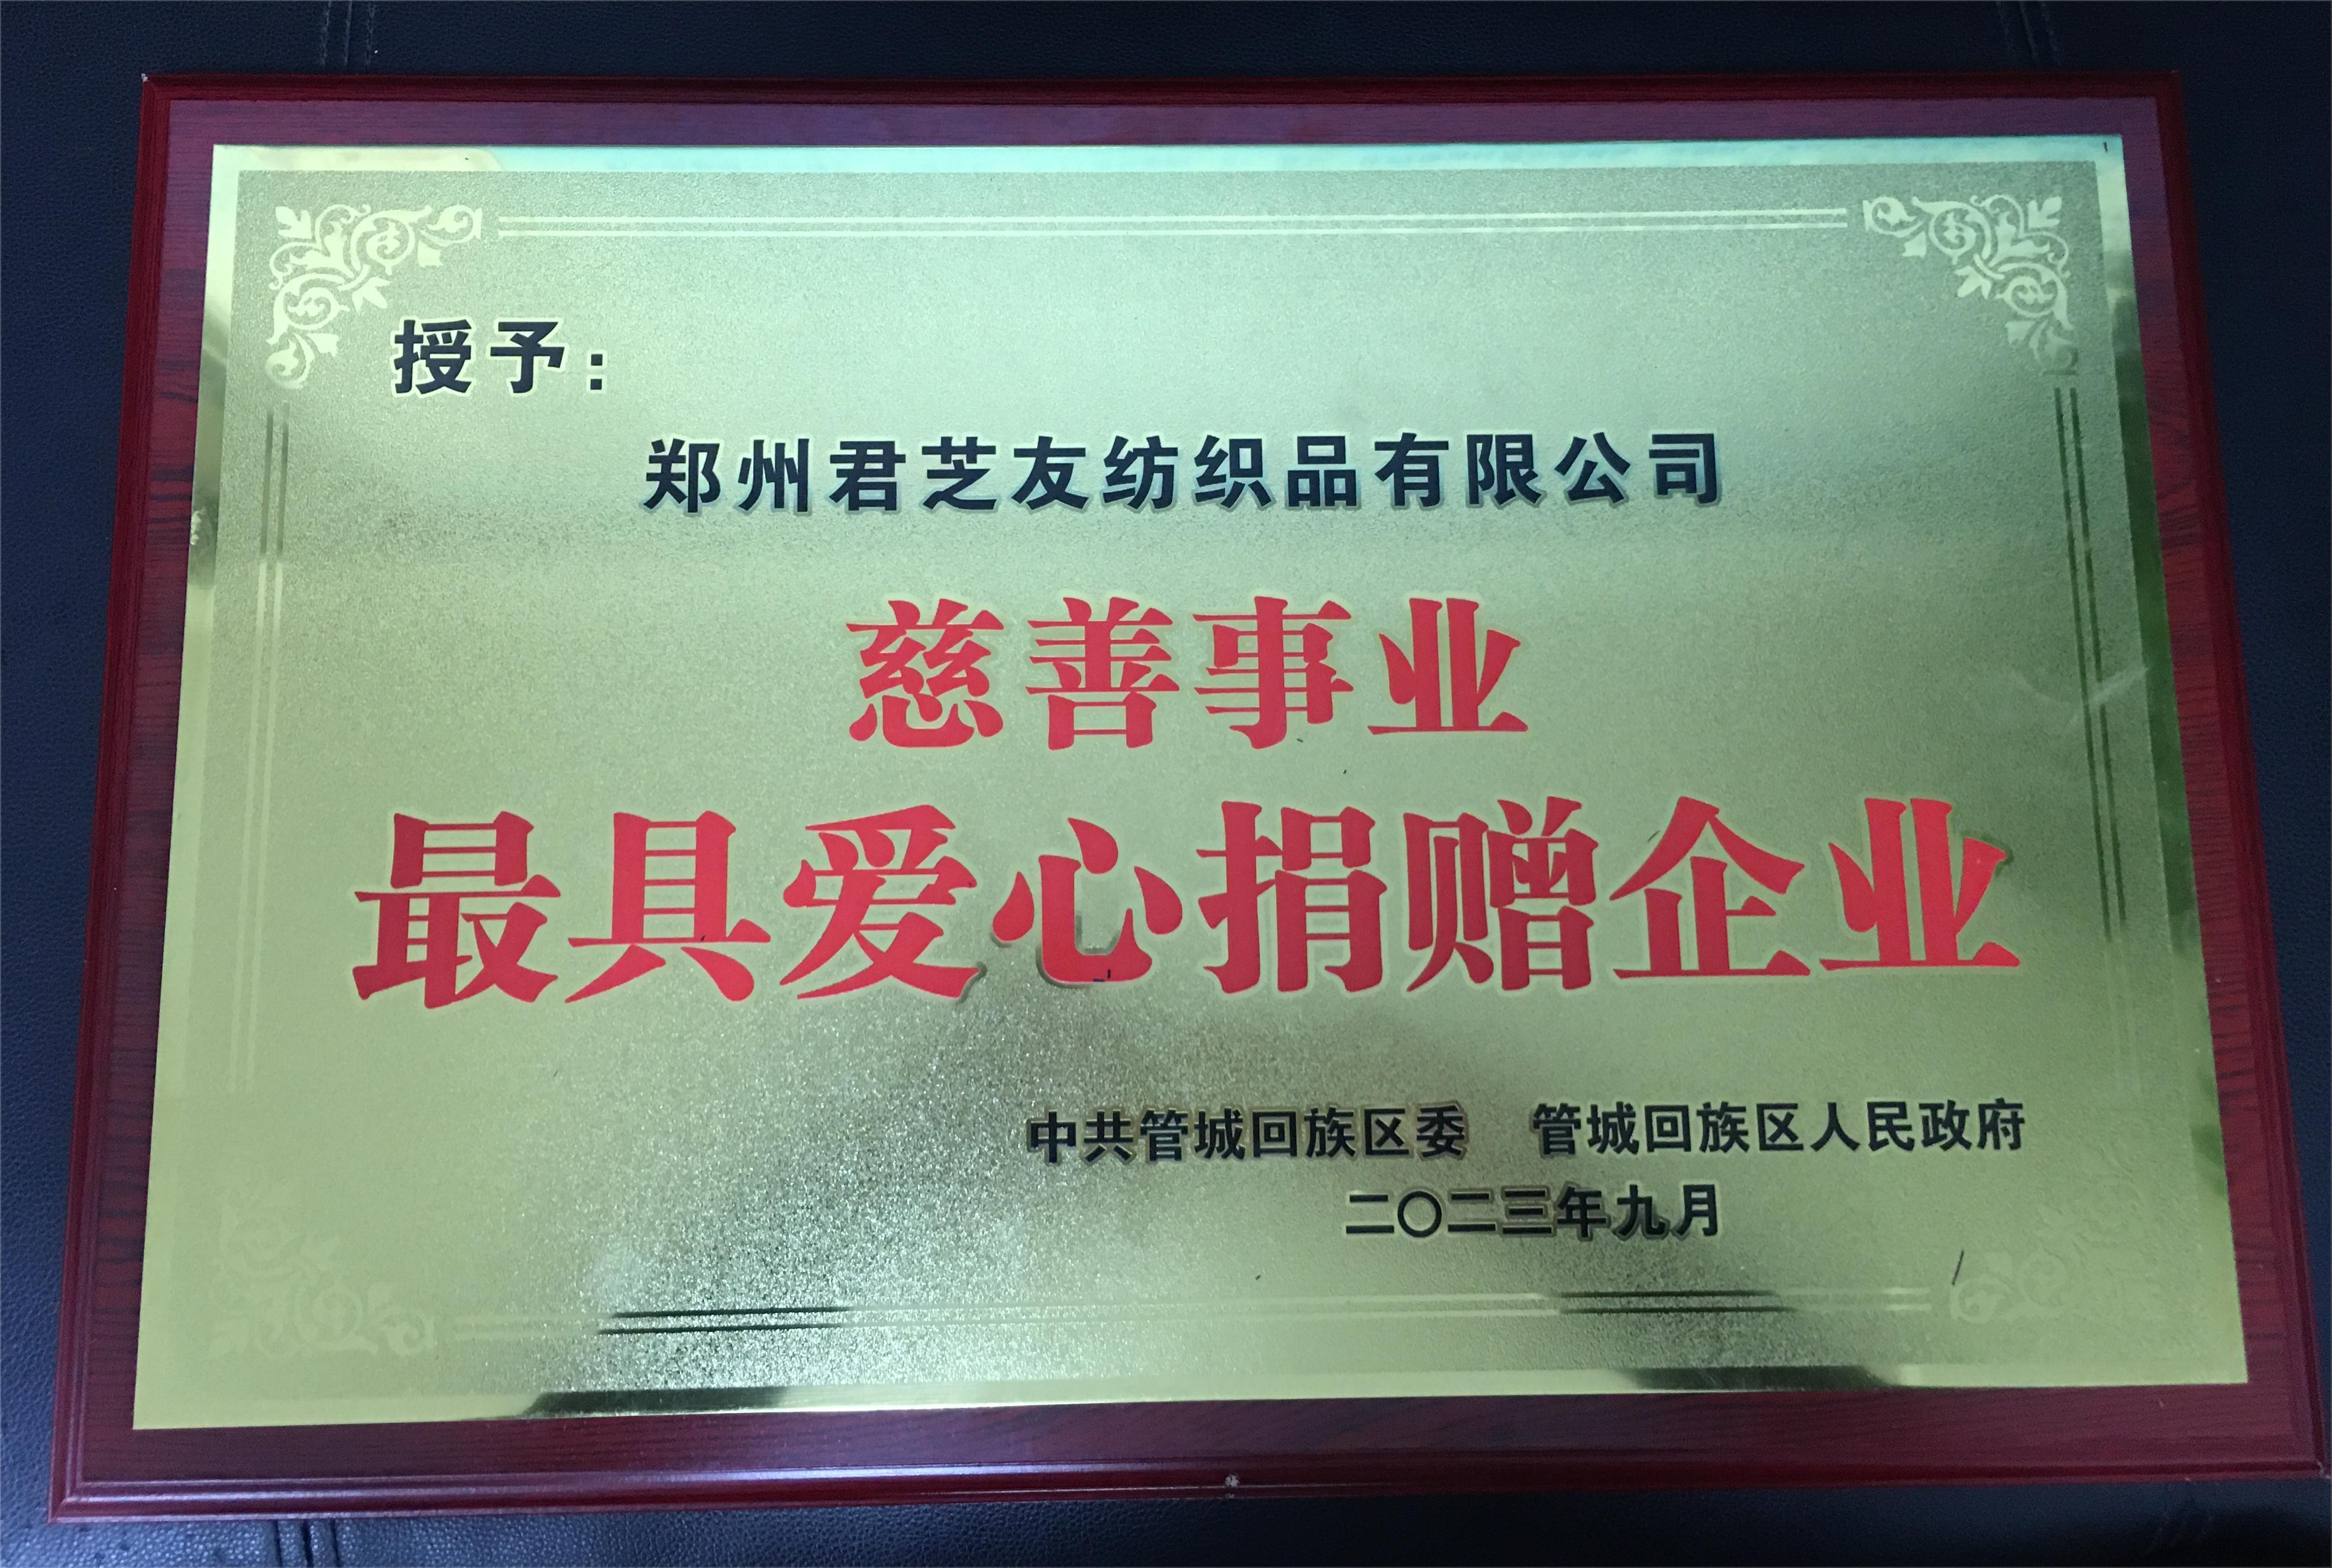 授予：
郑州君芝友纺织品有限公司
慈善事业
最具爱心捐赠企业
中共管城回族区委 管城回族区人民政府
二〇二三年九月